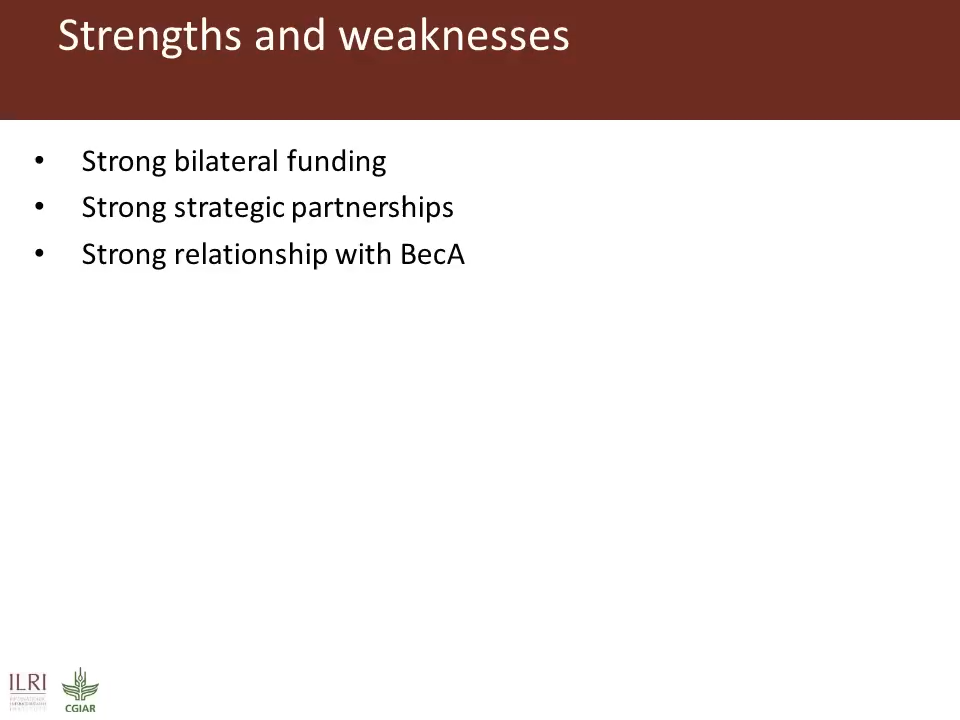 Strengths and weaknesses
• Strong bilateral funding
• Strong strategic partnerships
• Strong relationship with BecA
ILRI
CGIAR